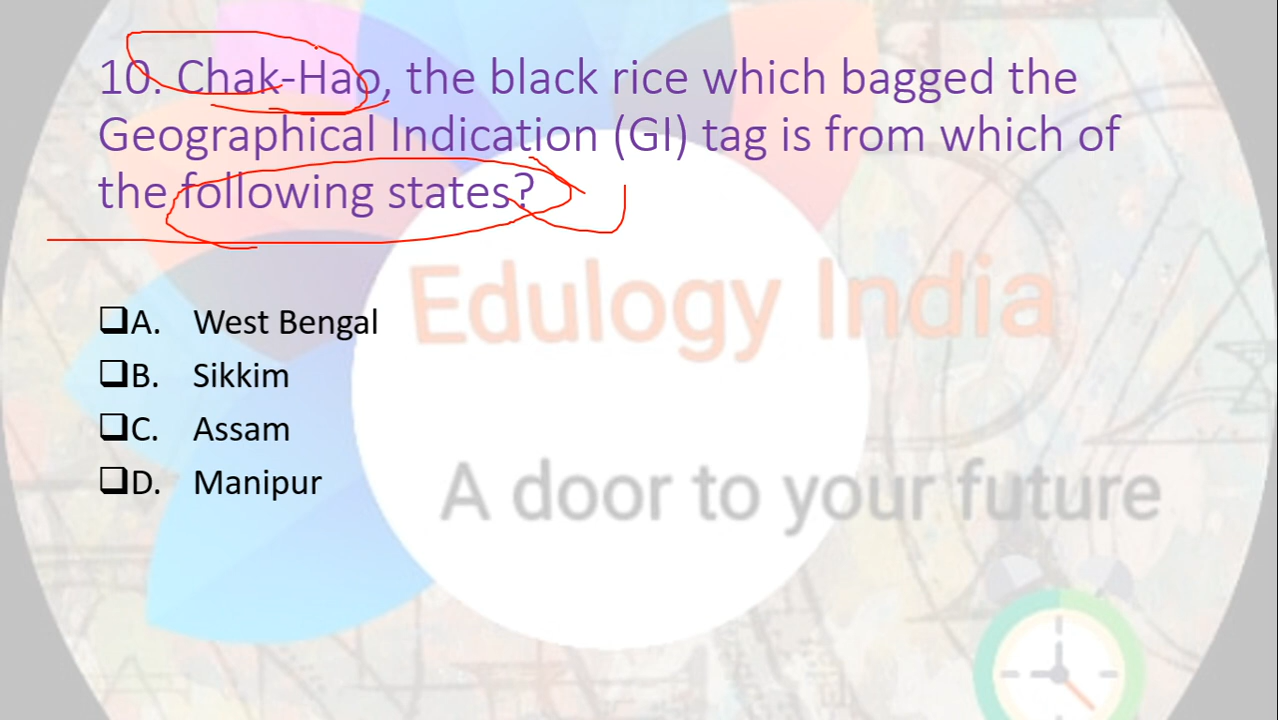 10. Chak-Hao, the black rice which bagged the
Geographical Indication (GI) tag is from which of
the following states?
Edulogy India
A. West Bengal
B. Sikkim
C. Assam
D. Manipur
A door to your future